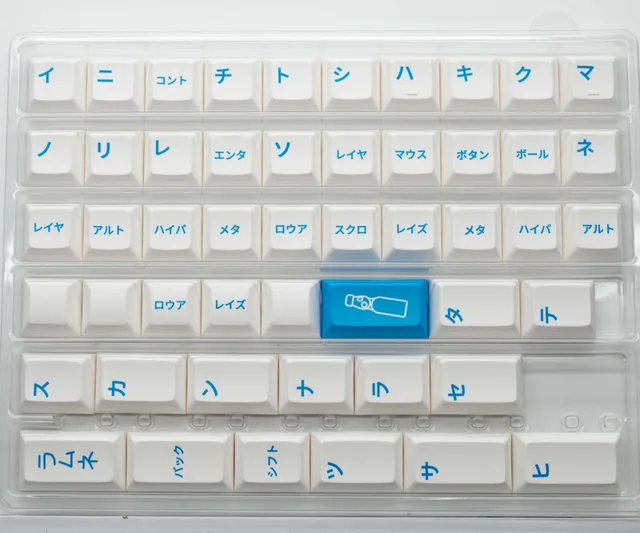 イ ニ コント チ ト シ ハ キ ク マ
ノ リ レ エンタ ソ レイヤ マウス ボタン ボール ネ
レイヤ アルト ハイパ メタ ロウア スクロ レイズ メタ ハイパ アルト
ロウア レイズ タ テ
ス カ ン ナ ラ セ
ラムネ バック シフト ツ サ ヒ